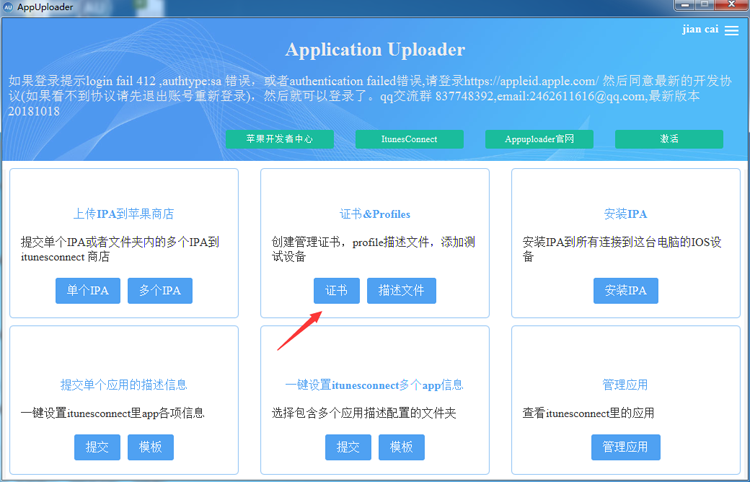 AppUploader
jian cai
Application Uploader
如果登录提示login fail 412 ,authtype:sa 错误，或者authentication failed错误,请登录https://appleid.apple.com/ 然后同意最新的开发协
议(如果看不到协议请先退出账号重新登录)，然后就可以登录了。qq交流群 837748392,email:2462611616@qq.com,最新版本
20181018
苹果开发者中心 ItunesConnect Appuploader官网 激活
上传IPA到苹果商店
提交单个IPA或者文件夹内的多个IPA到
itunesconnect 商店
单个IPA 多个IPA
证书&Profiles
创建管理证书，profile描述文件，添加测
试设备
证书 描述文件
安装IPA
安装IPA到所有连接到这台电脑的IOS设
备
安装IPA
提交单个应用的描述信息
一键设置itunesconnect里app各项信息
提交 模板
一键设置itunesconnect多个app信息
选择包含多个应用描述配置的文件夹
提交 模板
管理应用
查看itunesconnect里的应用
管理应用